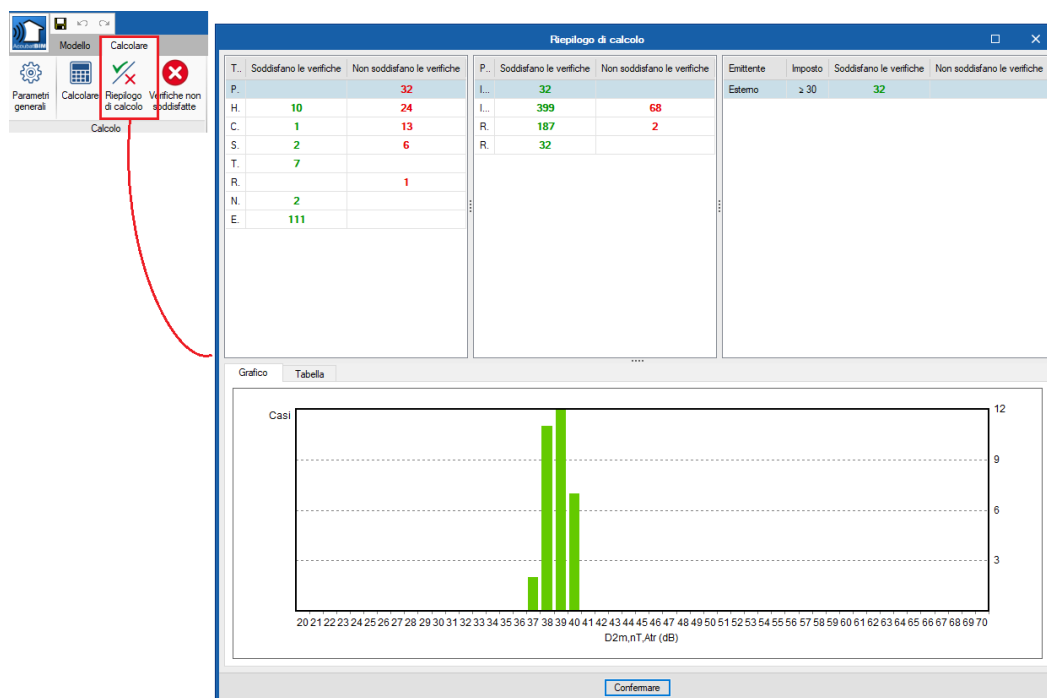 AcoubatBIM
Modello Calcolare
Parametri generali
Calcolare
Riepilogo di calcolo
Verifiche non soddisfatte
Calcolo
Riepilogo di calcolo
T.. Soddisfano le verifiche Non soddisfano le verifiche
P. 32
H. 10 24
C. 1 13
S. 2 6
T. 7
R. 1
N. 2
E. 111
P.. Soddisfano le verifiche Non soddisfano le verifiche
I... 32
I... 399 68
R. 187 2
R. 32
Emittente Imposto Soddisfano le verifiche Non soddisfano le verifiche
Esterno ≥ 30 32
Grafico Tabella
Casi
12
9
6
3
20 21 22 23 24 25 26 27 28 29 30 31 32 33 34 35 36 37 38 39 40 41 42 43 44 45 46 47 48 49 50 51 52 53 54 55 56 57 58 59 60 61 62 63 64 65 66 67 68 69 70
D2m,nT,Atr (dB)
Confermare